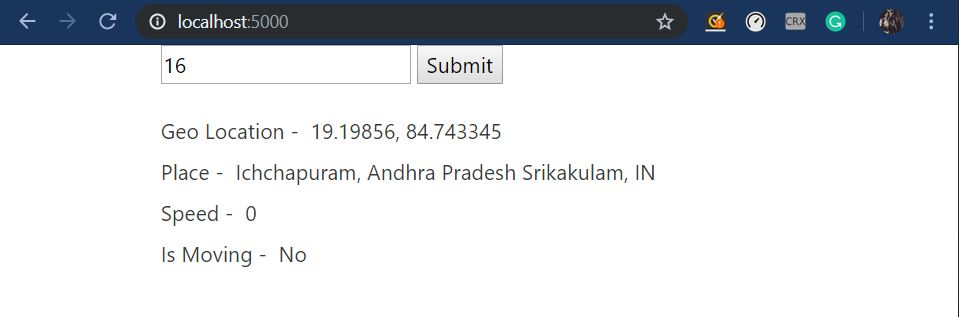 localhost:5000
CRX
16 Submit
Geo Location - 19.19856, 84.743345
Place - Ichchapuram, Andhra Pradesh Srikakulam, IN
Speed - 0
Is Moving - No